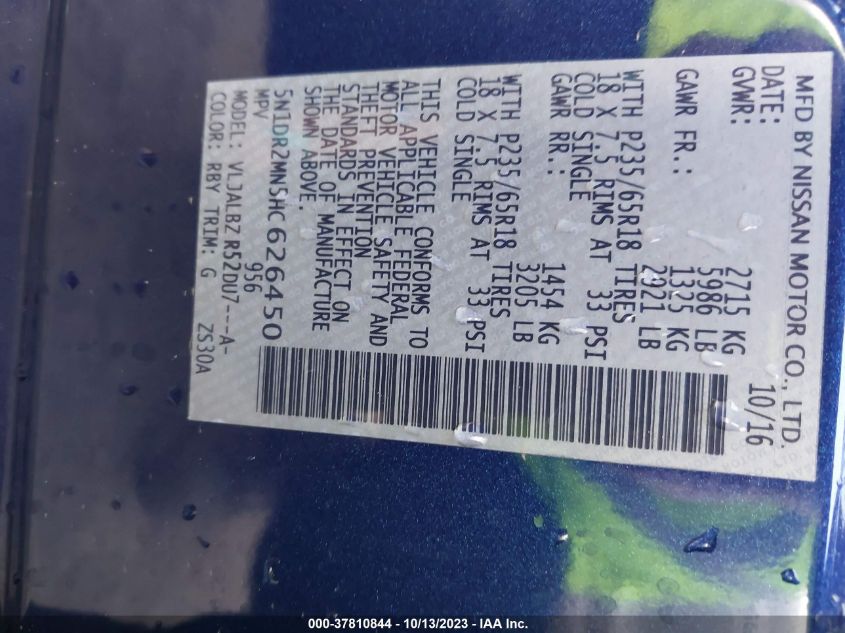 MFD BY NISSAN MOTOR CO., LTD.
DATE: 10/16
GVWR: 2715 KG
5986 LB
GAWR FR.: 1325 KG
2921 LB
WITH P235/65R18 TIRES
18 X 7.5 RIMS AT 33 PSI
COLD SINGLE
GAWR RR.: 1454 KG
3205 LB
WITH P235/65R18 TIRES
18 X 7.5 RIMS AT 33 PSI
COLD SINGLE
THIS VEHICLE CONFORMS TO
ALL APPLICABLE FEDERAL
MOTOR VEHICLE SAFETY AND
THEFT PREVENTION
STANDARDS IN EFFECT ON
THE DATE OF MANUFACTURE
SHOWN ABOVE.
5N1DR2MN5HC626450
MPV 956
MODEL: VLJALBZ R52DU7---A-
COLOR: RBY TRIM: G ZS30A
000-37810844 - 10/13/2023 - IAA Inc.